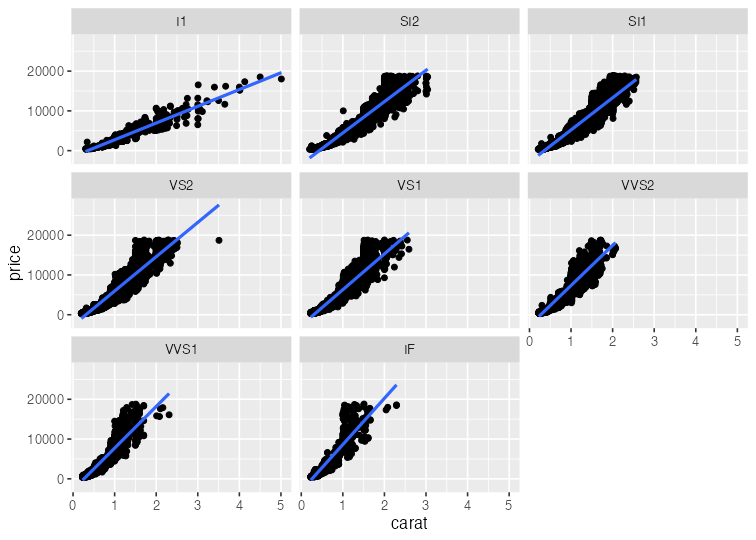 I1 SI2 SI1
20000
10000
0
VS2 VS1 VVS2
20000
10000
0
0 1 2 3 4 5
VVS1 IF
20000
10000
0
0 1 2 3 4 5 0 1 2 3 4 5
carat
price